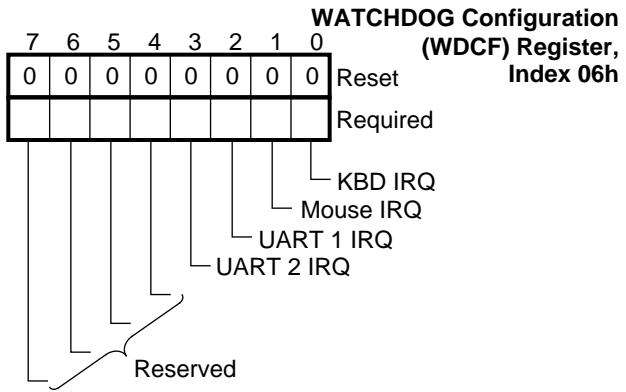 WATCHDOG Configuration
(WDCF) Register,
Index 06h
7 6 5 4 3 2 1 0
0 0 0 0 0 0 0 0 Reset
Required
KBD IRQ
Mouse IRQ
UART 1 IRQ
UART 2 IRQ
Reserved